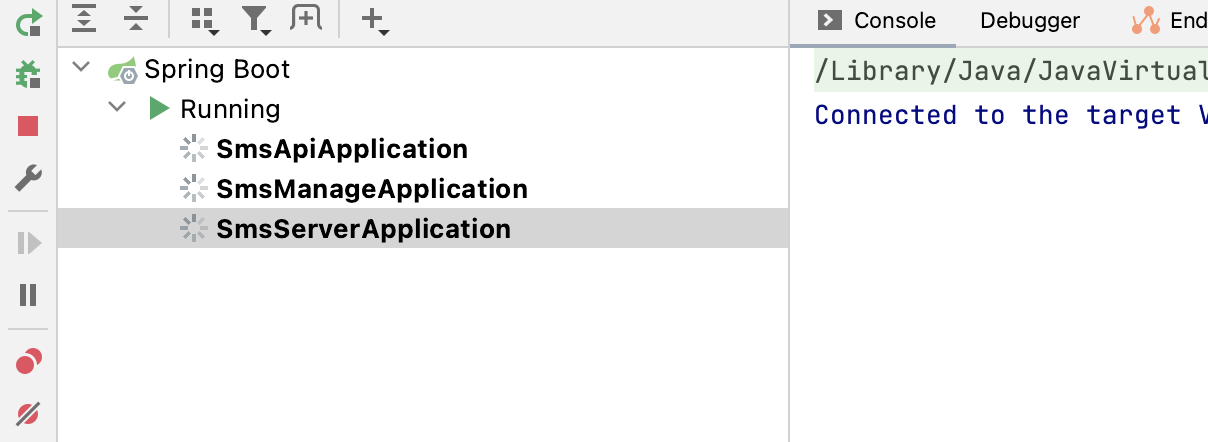 Console Debugger End
Spring Boot
Running
SmsApiApplication
SmsManageApplication
SmsServerApplication
/Library/Java/JavaVirtual
Connected to the target V